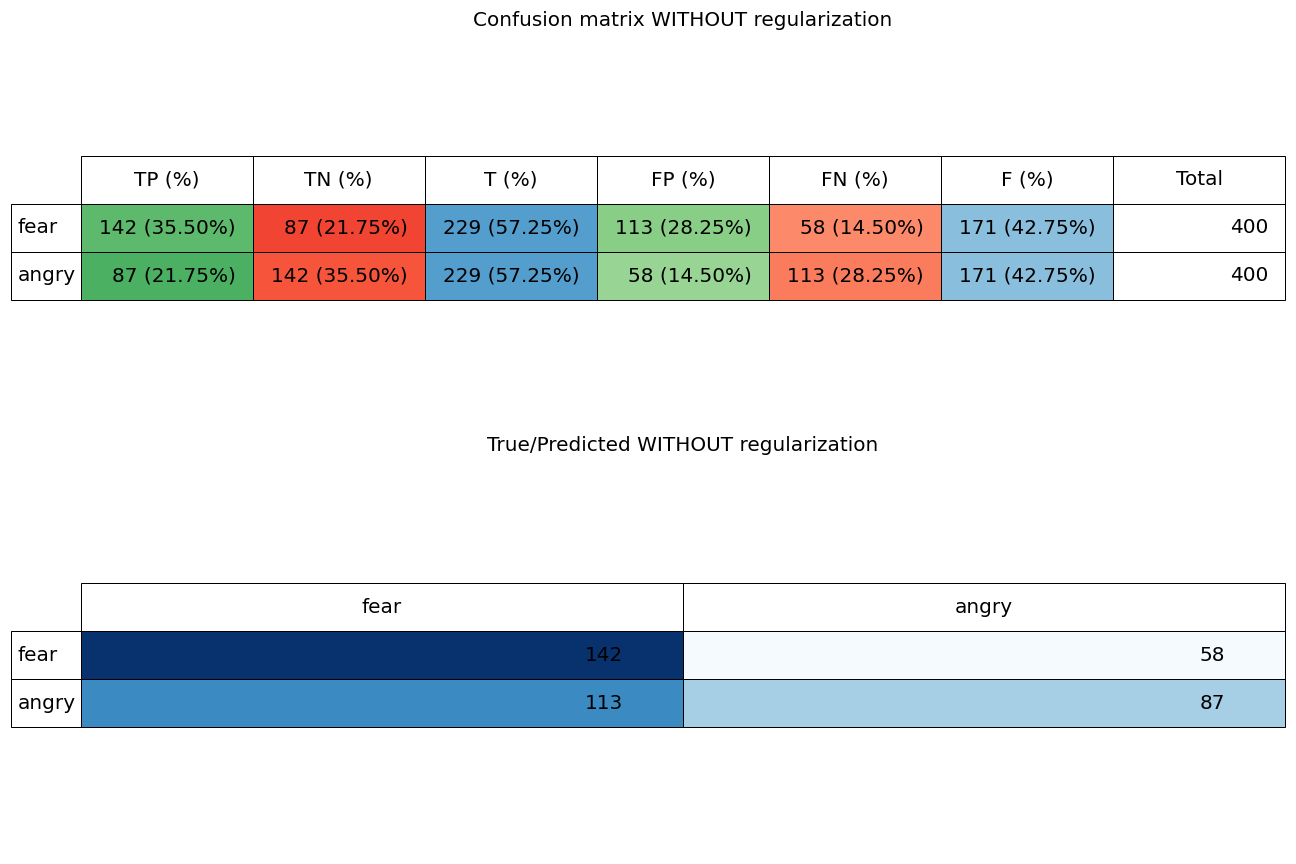 Confusion matrix WITHOUT regularization
TP (%) TN (%) T (%) FP (%) FN (%) F (%) Total
fear 142 (35.50%) 87 (21.75%) 229 (57.25%) 113 (28.25%) 58 (14.50%) 171 (42.75%) 400
angry 87 (21.75%) 142 (35.50%) 229 (57.25%) 58 (14.50%) 113 (28.25%) 171 (42.75%) 400
True/Predicted WITHOUT regularization
fear angry
fear 142 58
angry 113 87